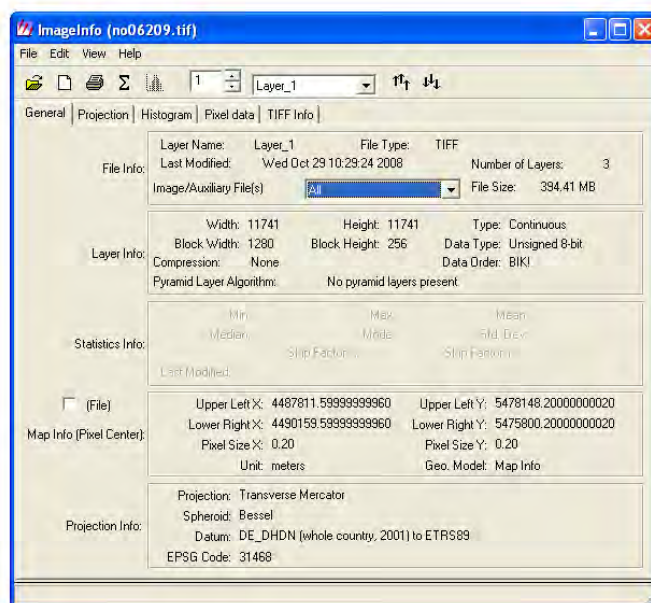 ImageInfo (no06209.tif)
File Edit View Help
1 Layer_1
General Projection Histogram Pixel data TIFF Info
File Info:
Layer Name: Layer_1 File Type: TIFF
Last Modified: Wed Oct 29 10:29:24 2008 Number of Layers: 3
Image/Auxiliary File(s) All File Size: 394.41 MB
Layer Info:
Width: 11741 Height: 11741 Type: Continuous
Block Width: 1280 Block Height: 256 Data Type: Unsigned 8-bit
Compression: None Data Order: BIKI
Pyramid Layer Algorithm: No pyramid layers present
Statistics Info:
Min: Max: Mean:
Median: Mode: Std. Dev:
Skip Factor Skip Factor
Last Modified:
(File)
Map Info (Pixel Center):
Upper Left X: 4487811.59999999960 Upper Left Y: 5478148.20000000020
Lower Right X: 4490159.59999999960 Lower Right Y: 5475800.20000000020
Pixel Size X: 0.20 Pixel Size Y: 0.20
Unit: meters Geo. Model: Map Info
Projection Info:
Projection: Transverse Mercator
Spheroid: Bessel
Datum: DE_DHDN (whole country, 2001) to ETRS89
EPSG Code: 31468